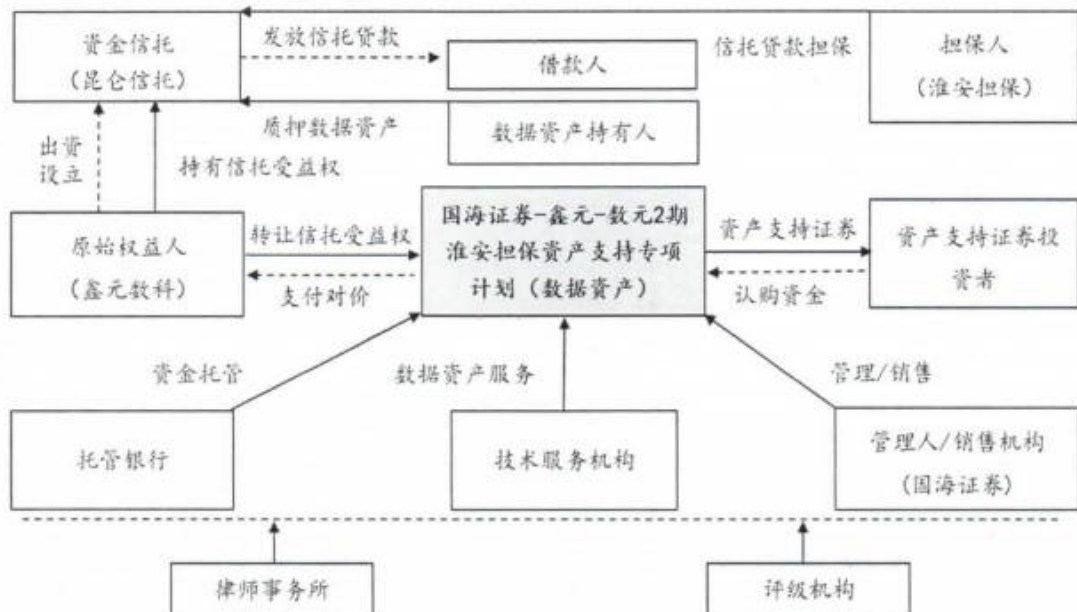 资金信托
(昆仑信托)
发放信托贷款
借款人
信托贷款担保
担保人
(淮安担保)
质押数据资产
数据资产持有人
出资
设立
持有信托受益权
原始权益人
(鑫元数科)
转让信托受益权
支付对价
国海证券-鑫元-数元2期
淮安担保资产支持专项
计划(数据资产)
资产支持证券
认购资金
资产支持证券投
资者
资金托管
数据资产服务
管理/销售
托管银行
技术服务机构
管理人/销售机构
(国海证券)
律师事务所
评级机构